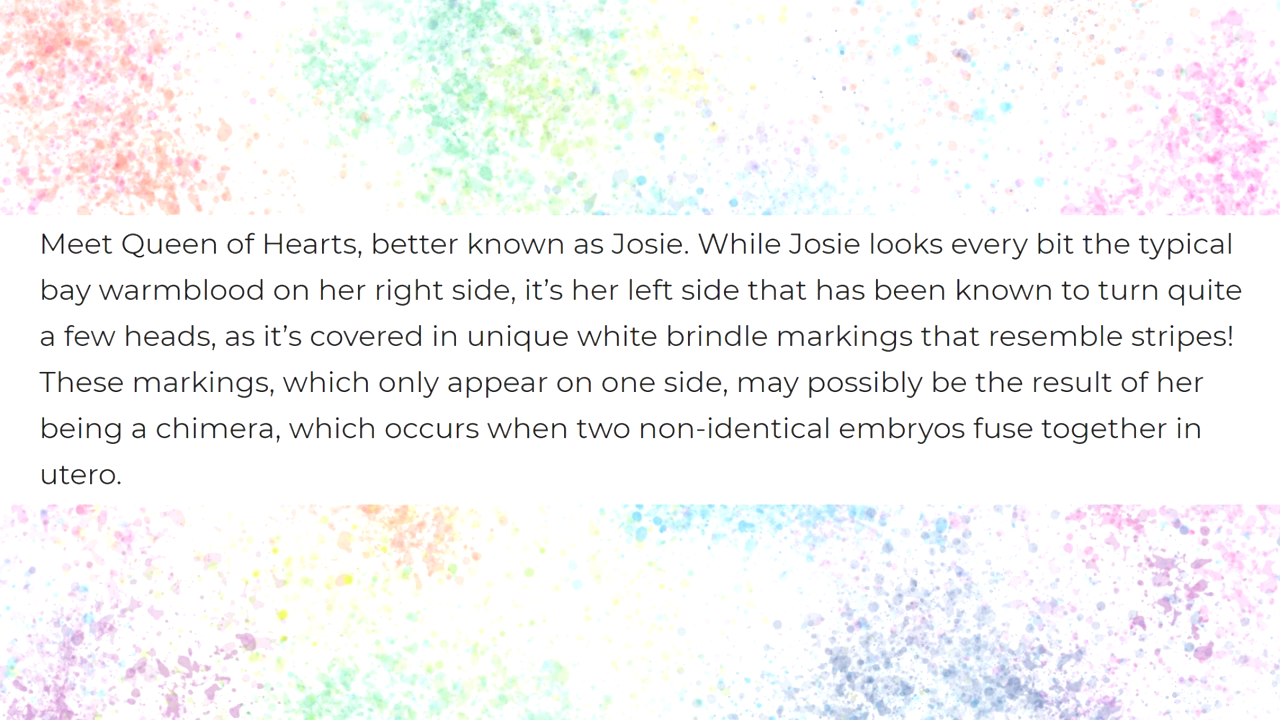 Meet Queen of Hearts, better known as Josie. While Josie looks every bit the typical
bay warmblood on her right side, it’s her left side that has been known to turn quite
a few heads, as it’s covered in unique white brindle markings that resemble stripes!
These markings, which only appear on one side, may possibly be the result of her
being a chimera, which occurs when two non-identical embryos fuse together in
utero.